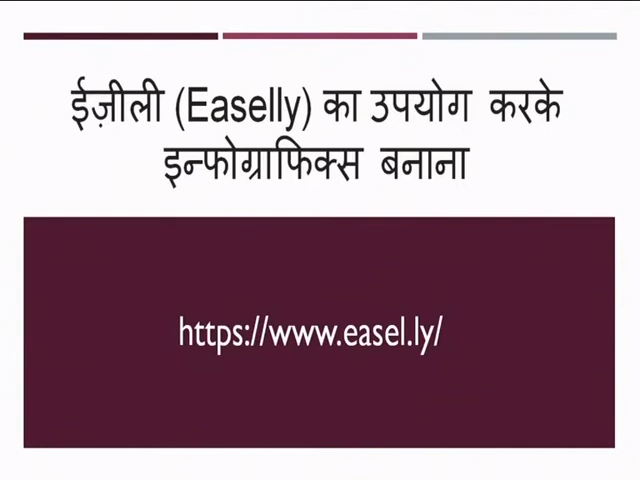 ईज़ीली (Easelly) का उपयोग करके
इन्फोग्राफिक्स बनाना
https://www.easel.ly/